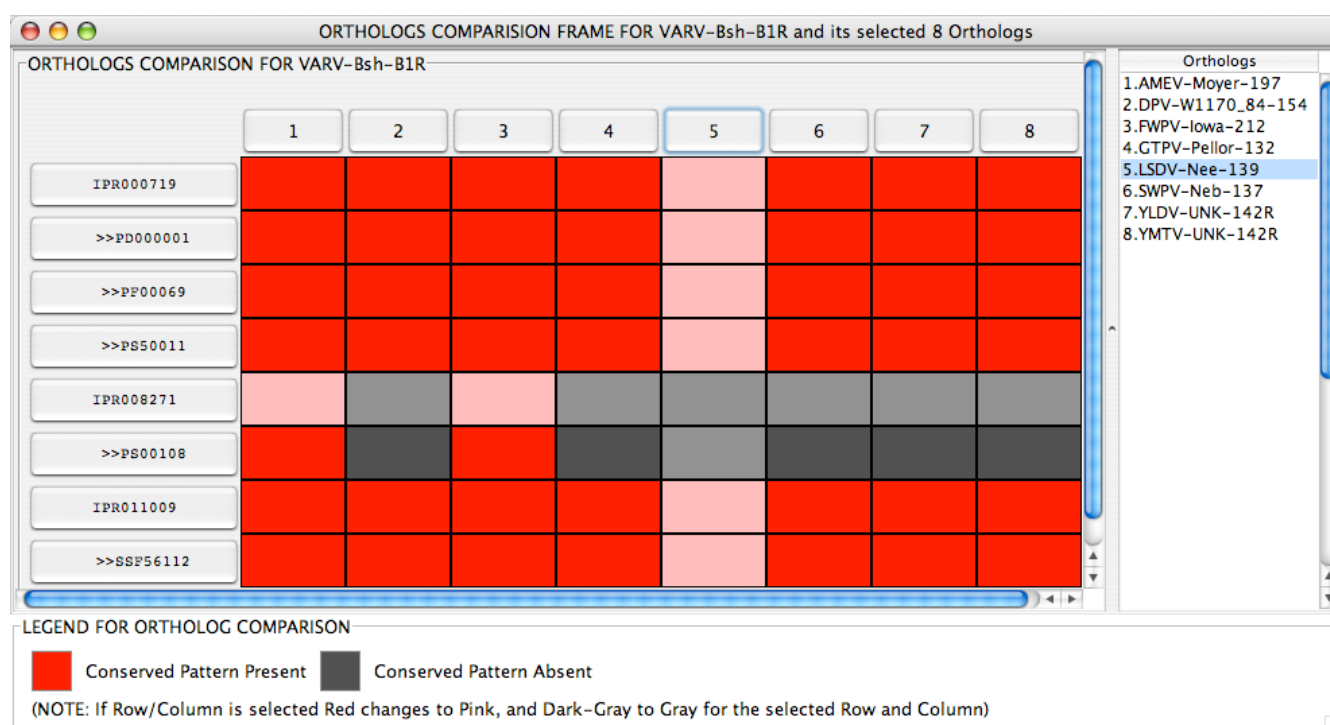 ORTHOLOGS COMPARISION FRAME FOR VARV-Bsh-B1R and its selected 8 Orthologs
ORTHOLOGS COMPARISON FOR VARV-Bsh-B1R
1 2 3 4 5 6 7 8
IPR000719
>>PD000001
>>PF00069
>>PS50011
IPR008271
>>PS00108
IPR011009
>>SSF56112
Orthologs
1.AMEV-Moyer-197
2.DPV-W1170_84-154
3.FWPV-Iowa-212
4.GTPV-Pellor-132
5.LSDV-Nee-139
6.SWPV-Neb-137
7.YLDV-UNK-142R
8.YMTV-UNK-142R
LEGEND FOR ORTHOLOG COMPARISON
Conserved Pattern Present Conserved Pattern Absent
(NOTE: If Row/Column is selected Red changes to Pink, and Dark-Gray to Gray for the selected Row and Column)